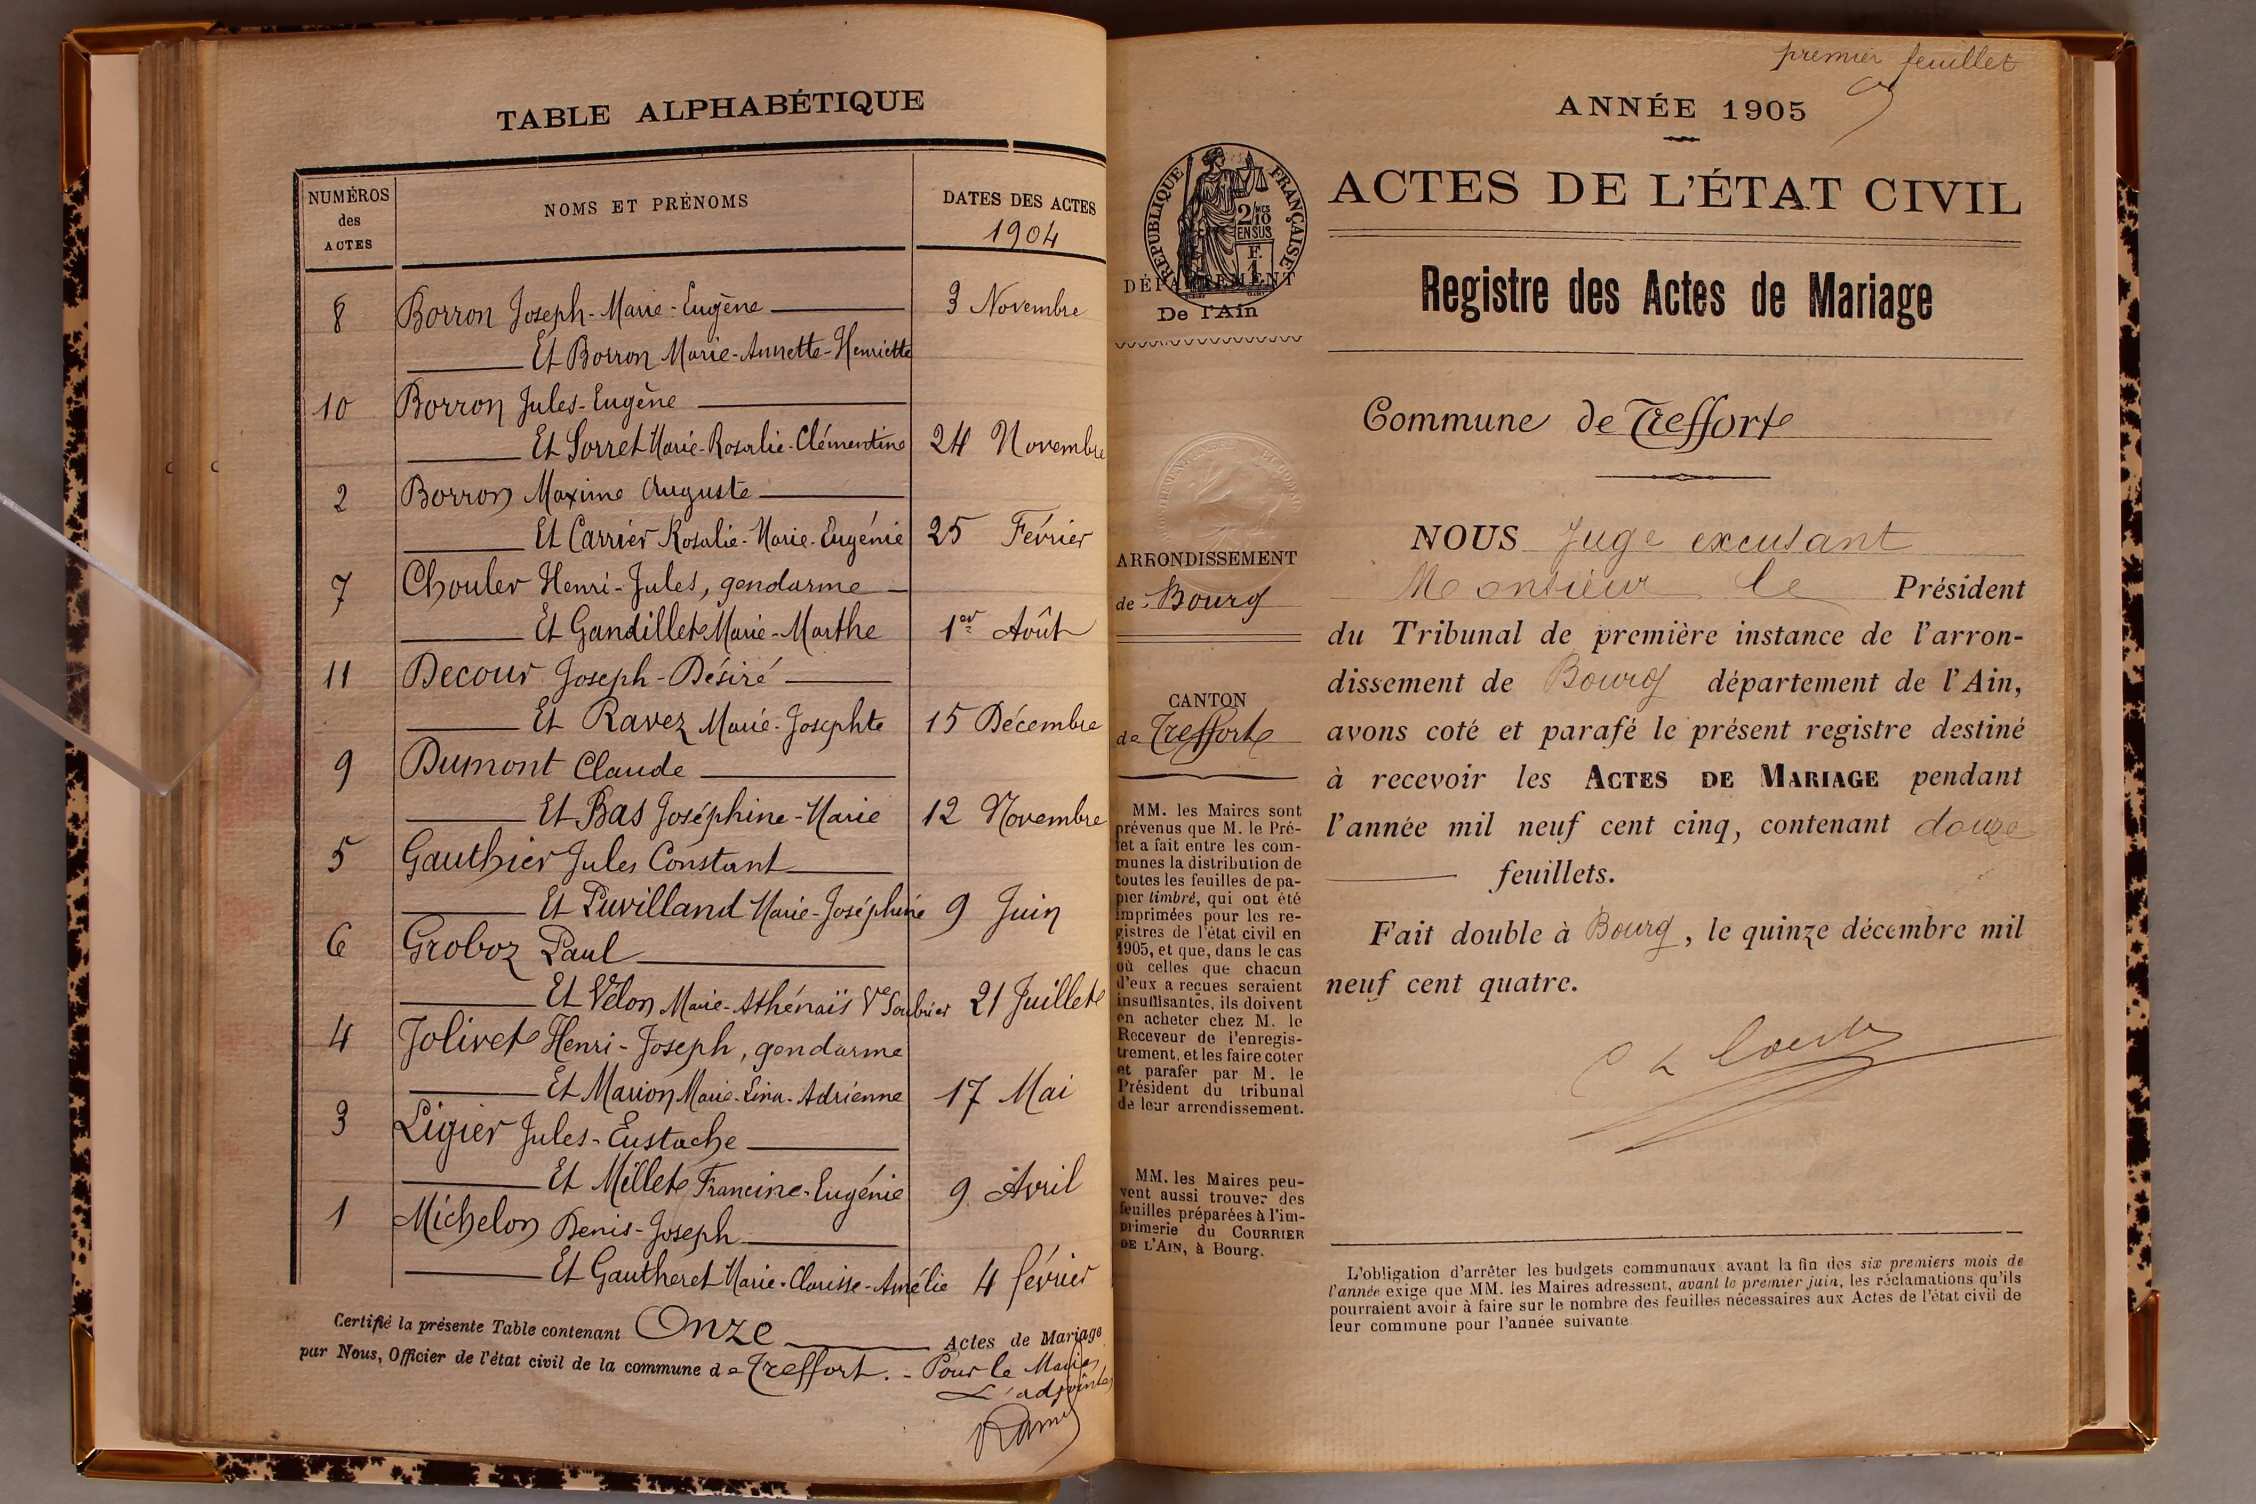 TABLE ALPHABÉTIQUE
NUMÉROS des ACTES
NOMS ET PRÉNOMS
DATES DES ACTES
1904
8 Borron Joseph-Marie-Eugène 3 Novembre
Et Borron Marie-Annette-Henriette
10 Borron Jules-Eugène
Et Sorret Marie-Rosalie-Clémentine 24 Novembre
2 Borron Maxime Auguste
Et Carrier Rosalie-Marie-Eugénie 25 Février
7 Chouler Henri-Jules, gendarme
Et Gandillet Marie-Marthe 1er Août
11 Decour Joseph-Désiré
Et Ravez Marie-Josephte 15 Décembre
9 Dumont Claude
Et Bas Joséphine-Marie 12 Novembre
5 Gauthier Jules Constant
Et Puvilland Marie-Joséphine 9 Juin
6 Groboz Paul
Et Vélon Marie-Athénaïs Ve Soubrier 21 Juillet
4 Jolivet Henri-Joseph, gendarme
Et Marion Marie-Lina-Adrienne 17 Mai
3 Ligier Jules-Eustache
Et Millet Francine-Eugénie 9 Avril
1 Michelon Denis-Joseph
Et Gautheret Marie-Clarisse-Amélie 4 février
Certifié la présente Table contenant Onze Actes de Mariage
par Nous, Officier de l'état civil de la commune de Treffort. - Pour le Maire,
L'adjoint,
premier feuillet
ANNÉE 1905
RÉPUBLIQUE FRANÇAISE
2/10 EN SUS
ACTES DE L'ÉTAT CIVIL
DÉPARTEMENT
De l'Ain
Registre des Actes de Mariage
Commune de Treffort
ARRONDISSEMENT
de Bourg
CANTON
de Treffort
MM. les Maires sont
prévenus que M. le Pré-
fet a fait entre les com-
munes la distribution de
toutes les feuilles de pa-
pier timbré, qui ont été
imprimées pour les re-
gistres de l'état civil en
1905, et que, dans le cas
où celles que chacun
d'eux a reçues seraient
insuffisantes, ils doivent
en acheter chez M. le
Receveur de l'enregis-
trement, et les faire coter
et parafer par M. le
Président du tribunal
de leur arrondissement.
MM. les Maires peu-
vent aussi trouver des
feuilles préparées à l'im-
primerie du COURRIER
DE L'AIN, à Bourg.
NOUS Juge excusant
Monsieur le Président
du Tribunal de première instance de l'arron-
dissement de Bourg département de l'Ain,
avons coté et parafé le présent registre destiné
à recevoir les ACTES DE MARIAGE pendant
l'année mil neuf cent cinq, contenant douze
feuillets.
Fait double à Bourg, le quinze décembre mil
neuf cent quatre.
L'obligation d'arrêter les budgets communaux avant la fin des six premiers mois de
l'année exige que MM. les Maires adressent, avant le premier juin, les réclamations qu'ils
pourraient avoir à faire sur le nombre des feuilles nécessaires aux Actes de l'état civil de
leur commune pour l'année suivante